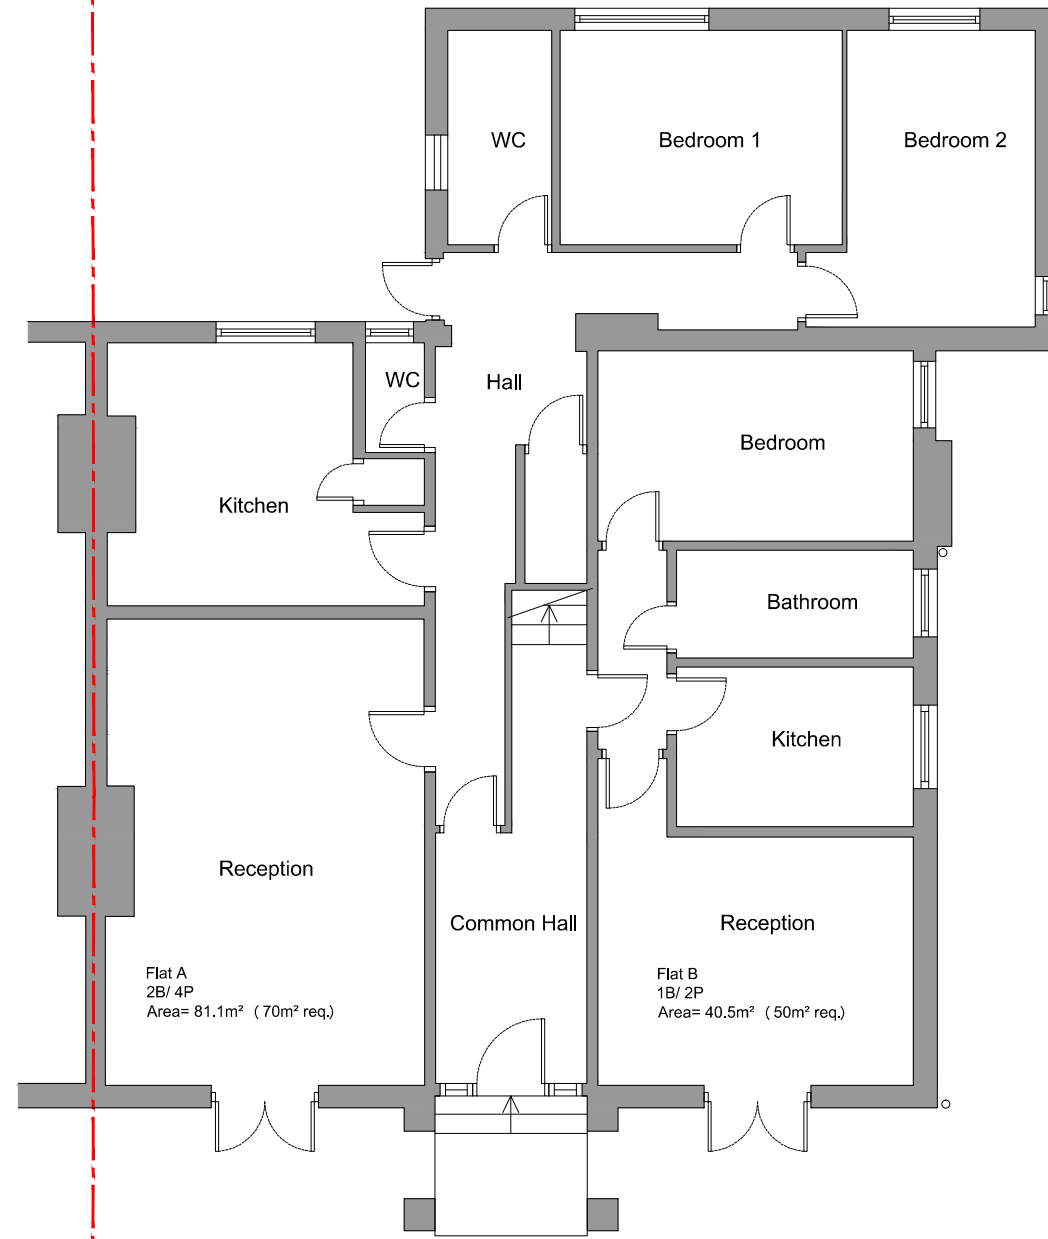 WC
Bedroom 1
Bedroom 2
WC
Hall
Bedroom
Kitchen
Bathroom
Kitchen
Reception
Common Hall
Reception
Flat A
2B/ 4P
Area= 81.1m² ( 70m² req.)
Flat B
1B/ 2P
Area= 40.5m² ( 50m² req.)